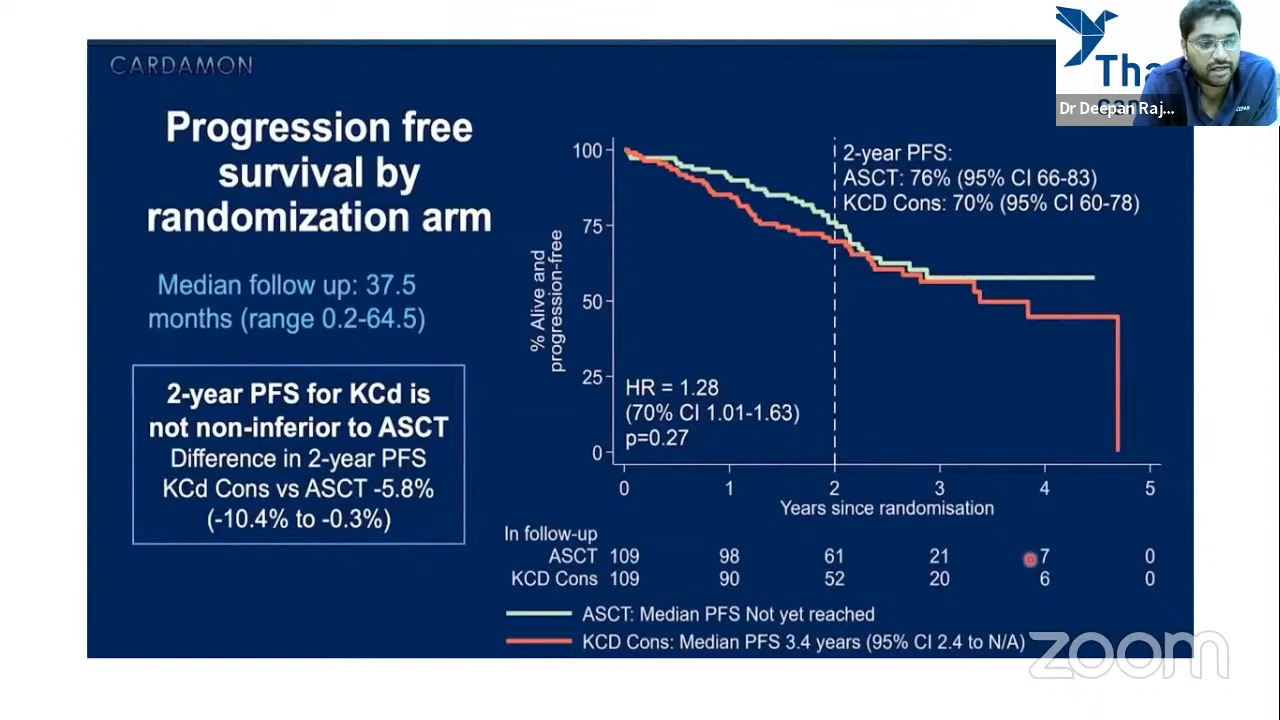 CARDAMON
Progression free
survival by
randomization arm
Median follow up: 37.5
months (range 0.2-64.5)
2-year PFS for KCd is
not non-inferior to ASCT
Difference in 2-year PFS
KCd Cons vs ASCT -5.8%
(-10.4% to -0.3%)
% Alive and
progression-free
100
75
50
25
0
2-year PFS:
ASCT: 76% (95% CI 66-83)
KCD Cons: 70% (95% CI 60-78)
HR = 1.28
(70% CI 1.01-1.63)
p=0.27
0 1 2 3 4 5
Years since randomisation
In follow-up
ASCT 109 98 61 21 7 0
KCD Cons 109 90 52 20 6 0
ASCT: Median PFS Not yet reached
KCD Cons: Median PFS 3.4 years (95% CI 2.4 to N/A)
Tha
Dr Deepan Raj...
zoom